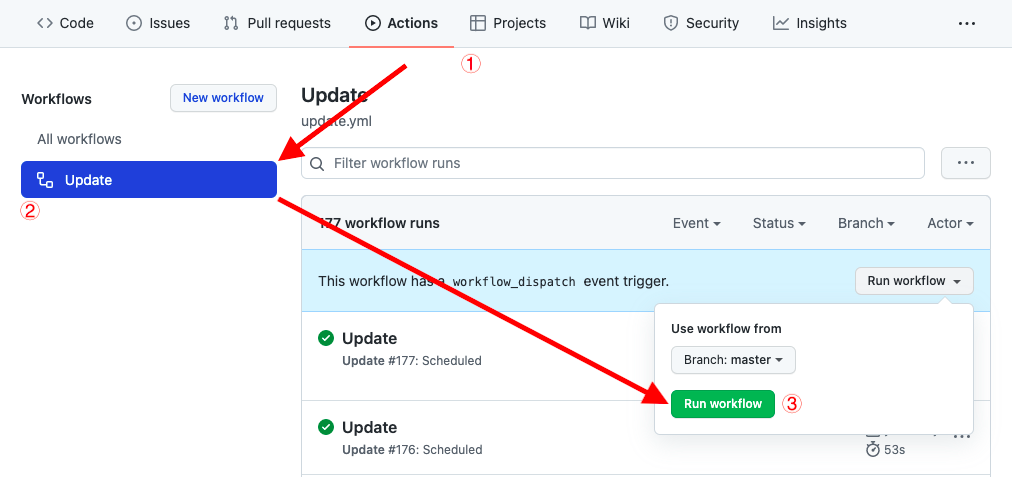 Code Issues Pull requests Actions Projects Wiki Security Insights ...
①
Workflows New workflow
All workflows
Update
②
Update
update.yml
Filter workflow runs ...
177 workflow runs Event Status Branch Actor
This workflow has a workflow_dispatch event trigger. Run workflow
Use workflow from
Branch: master
Run workflow ③
Update
Update #177: Scheduled
Update
Update #176: Scheduled
53s